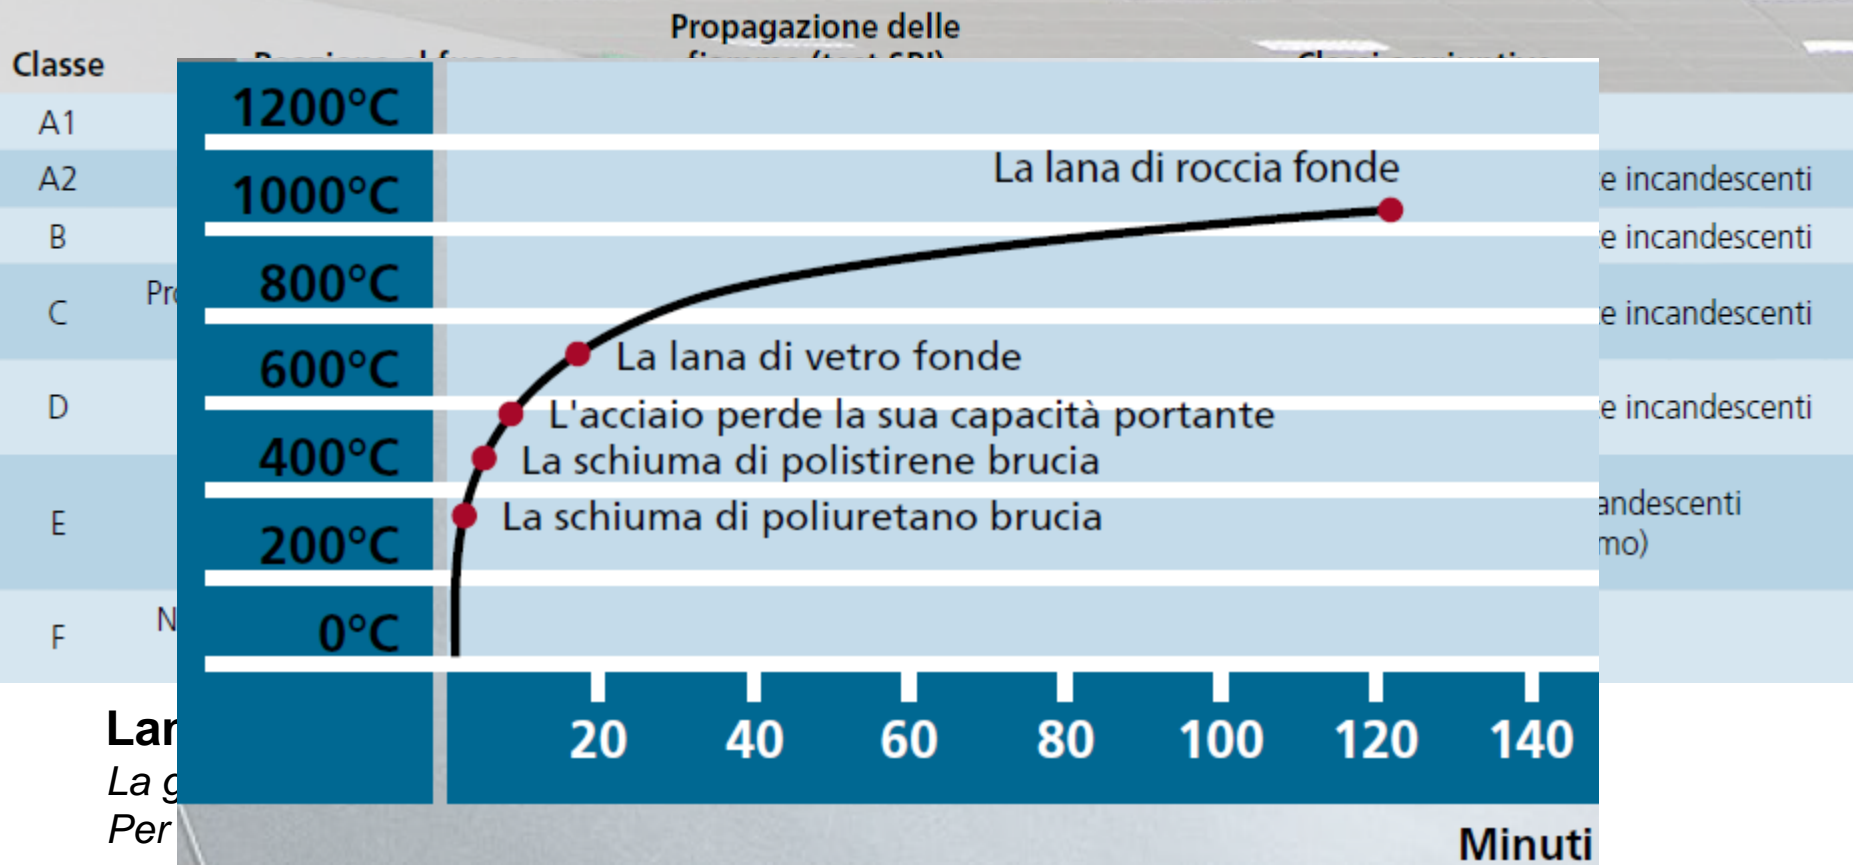 Propagazione delle
Classe
A1
A2
B
C
D
E
F
1200°C
1000°C
800°C
600°C
400°C
200°C
0°C
La lana di roccia fonde
La lana di vetro fonde
L'acciaio perde la sua capacità portante
La schiuma di polistirene brucia
La schiuma di poliuretano brucia
20 40 60 80 100 120 140
Minuti
incandescenti
incandescenti
incandescenti
incandescenti
La
Per